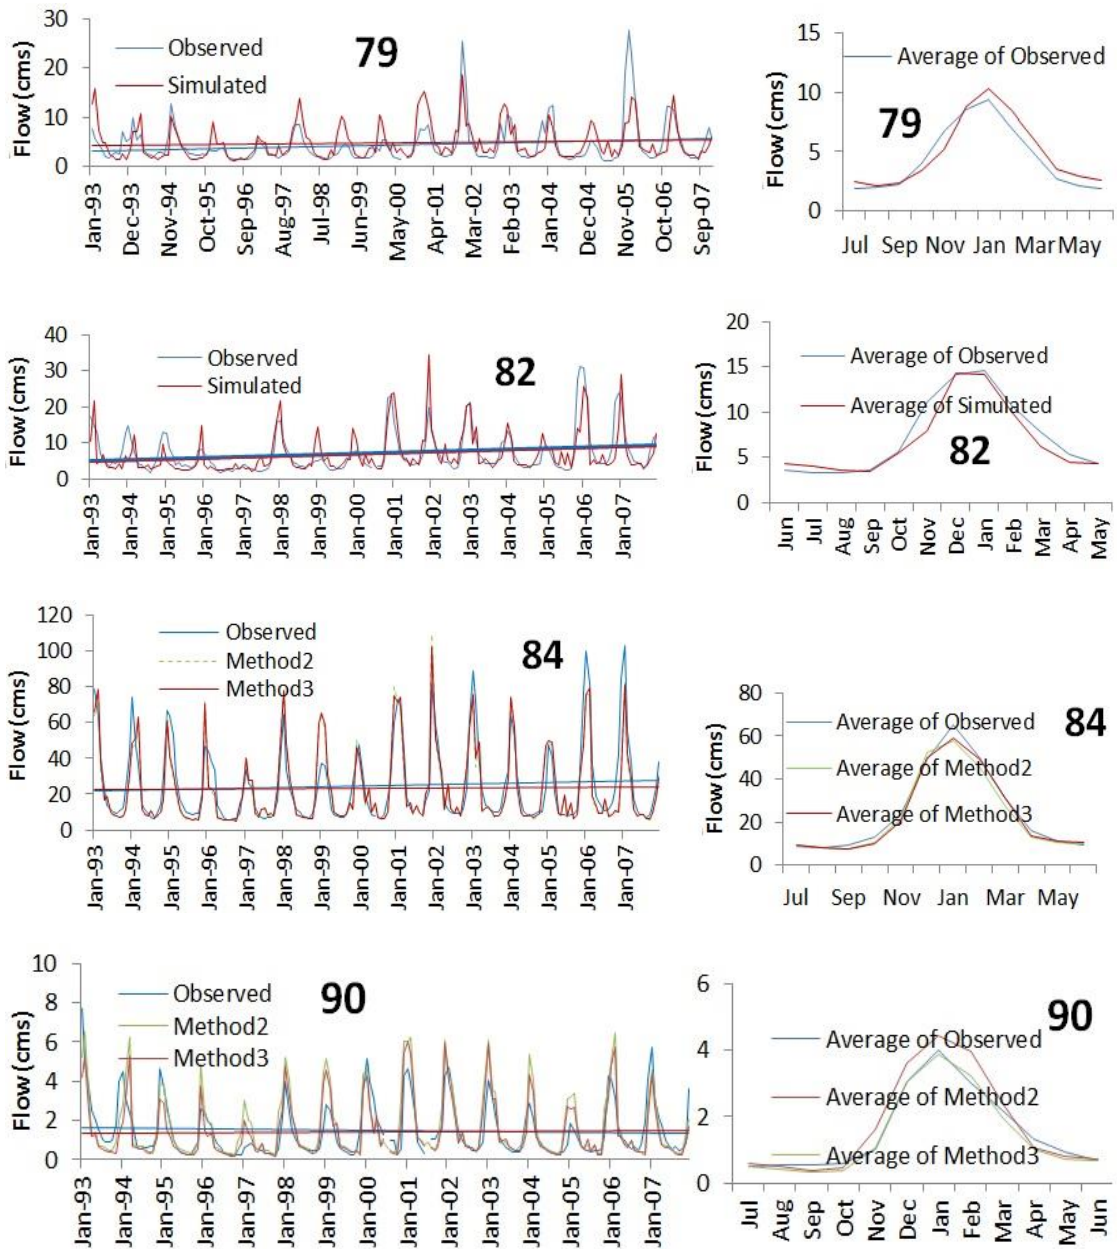 30
20
10
0
Flow (cms)
Observed
Simulated
79
Jan-93
Dec-93
Nov-94
Oct-95
Sep-96
Aug-97
Jul-98
Jun-99
May-00
Apr-01
Mar-02
Feb-03
Jan-04
Dec-04
Nov-05
Oct-06
Sep-07
15
10
5
0
Flow (cms)
Average of Observed
79
Jul Sep Nov Jan Mar May
40
30
20
10
0
Flow (cms)
Observed
Simulated
82
Jan-93
Jan-94
Jan-95
Jan-96
Jan-97
Jan-98
Jan-99
Jan-00
Jan-01
Jan-02
Jan-03
Jan-04
Jan-05
Jan-06
Jan-07
20
15
10
5
0
Flow (cms)
Average of Observed
Average of Simulated
82
Jun
Jul
Aug
Sep
Oct
Nov
Dec
Jan
Feb
Mar
Apr
May
120
100
80
60
40
20
0
Flow (cms)
Observed
Method2
Method3
84
Jan-93
Jan-94
Jan-95
Jan-96
Jan-97
Jan-98
Jan-99
Jan-00
Jan-01
Jan-02
Jan-03
Jan-04
Jan-05
Jan-06
Jan-07
80
60
40
20
0
Flow (cms)
Average of Observed
Average of Method2
Average of Method3
84
Jul Sep Nov Jan Mar May
10
8
6
4
2
0
Flow (cms)
Observed
Method2
Method3
90
Jan-93
Jan-94
Jan-95
Jan-96
Jan-97
Jan-98
Jan-99
Jan-00
Jan-01
Jan-02
Jan-03
Jan-04
Jan-05
Jan-06
Jan-07
6
4
2
0
Average of Observed
Average of Method2
Average of Method3
90
Jul
Aug
Sep
Oct
Nov
Dec
Jan
Feb
Mar
Apr
May
Jun